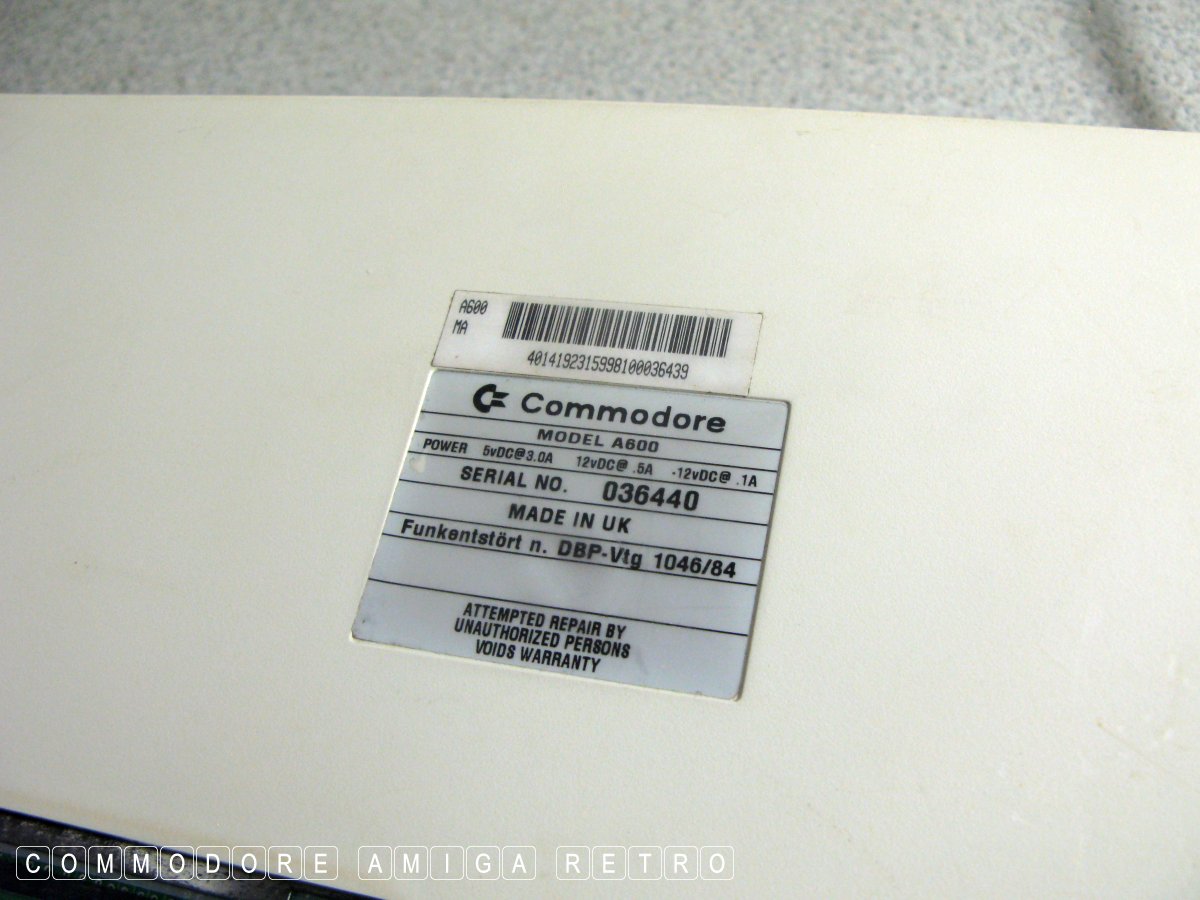 A600
MA
4014192315998100036439
Commodore
MODEL A600
POWER 5vDC@3.0A 12vDC@ .5A -12vDC@ .1A
SERIAL NO. 036440
MADE IN UK
Funkentstört n. DBP-Vtg 1046/84
ATTEMPTED REPAIR BY
UNAUTHORIZED PERSONS
VOIDS WARRANTY
COMMODORE AMIGA RETRO